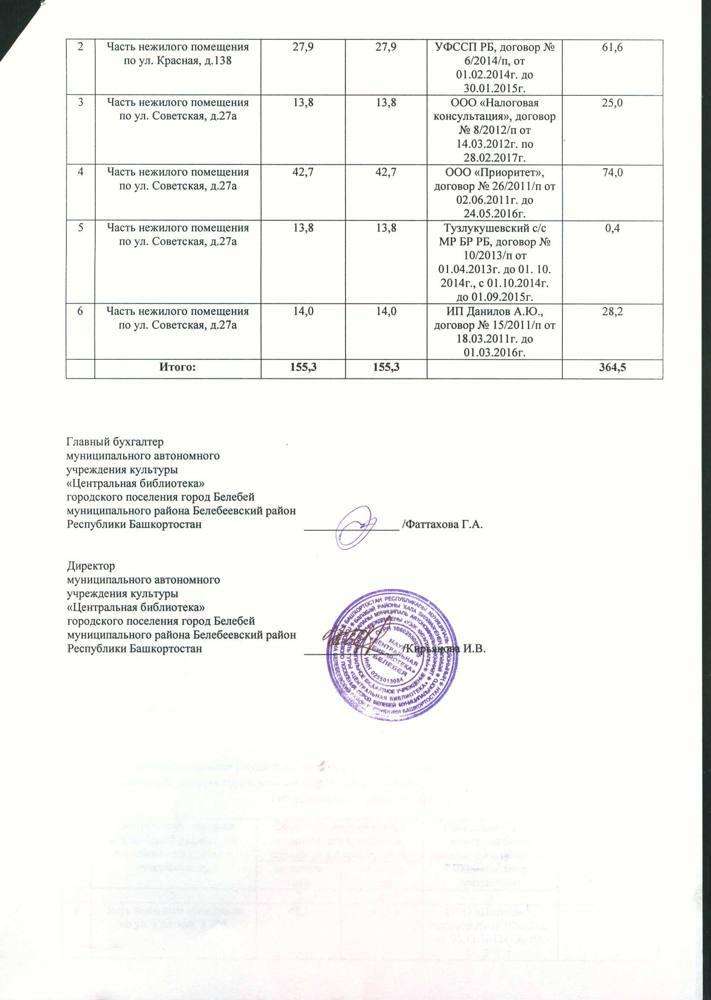 2
Часть нежилого помещения
по ул. Красная, д.138
27,9
27,9
УФССП РБ, договор №
6/2014/п, от
01.02.2014г. до
30.01.2015г.
61,6
3
Часть нежилого помещения
по ул. Советская, д.27а
13,8
13,8
ООО «Налоговая
консультация», договор
№ 8/2012/п от
14.03.2012г. по
28.02.2017г.
25,0
4
Часть нежилого помещения
по ул. Советская, д.27а
42,7
42,7
ООО «Приоритет»,
договор № 26/2011/п от
02.06.2011г. до
24.05.2016г.
74,0
5
Часть нежилого помещения
по ул. Советская, д.27а
13,8
13,8
Тузлукушевский с/с
МР БР РБ, договор №
10/2013/п от
01.04.2013г. до 01. 10.
2014г., с 01.10.2014г.
до 01.09.2015г.
0,4
6
Часть нежилого помещения
по ул. Советская, д.27а
14,0
14,0
ИП Данилов А.Ю.,
договор № 15/2011/п от
18.03.2011г. до
01.03.2016г.
28,2
Итого:
155,3
155,3
364,5
Главный бухгалтер
муниципального автономного
учреждения культуры
«Центральная библиотека»
городского поселения город Белебей
муниципального района Белебеевский район
Республики Башкортостан /Фаттахова Г.А.
Директор
муниципального автономного
учреждения культуры
«Центральная библиотека»
городского поселения город Белебей
муниципального района Белебеевский район
Республики Башкортостан /Кирьянова И.В.
МАУК
«ЦЕНТРАЛЬНАЯ
БИБЛИОТЕКА»
БЕЛЕБЕЯ
ИНН 0255013084